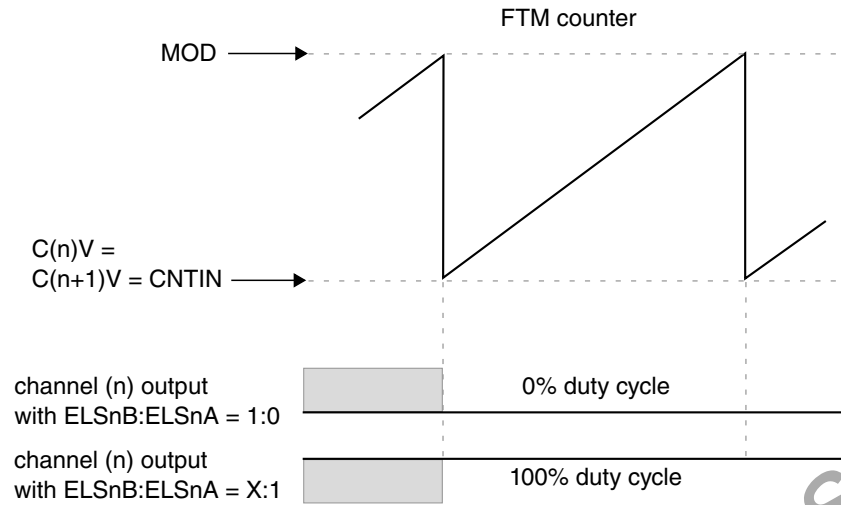 FTM counter
MOD
C(n)V =
C(n+1)V = CNTIN
channel (n) output
with ELSnB:ELSnA = 1:0
0% duty cycle
channel (n) output
with ELSnB:ELSnA = X:1
100% duty cycle